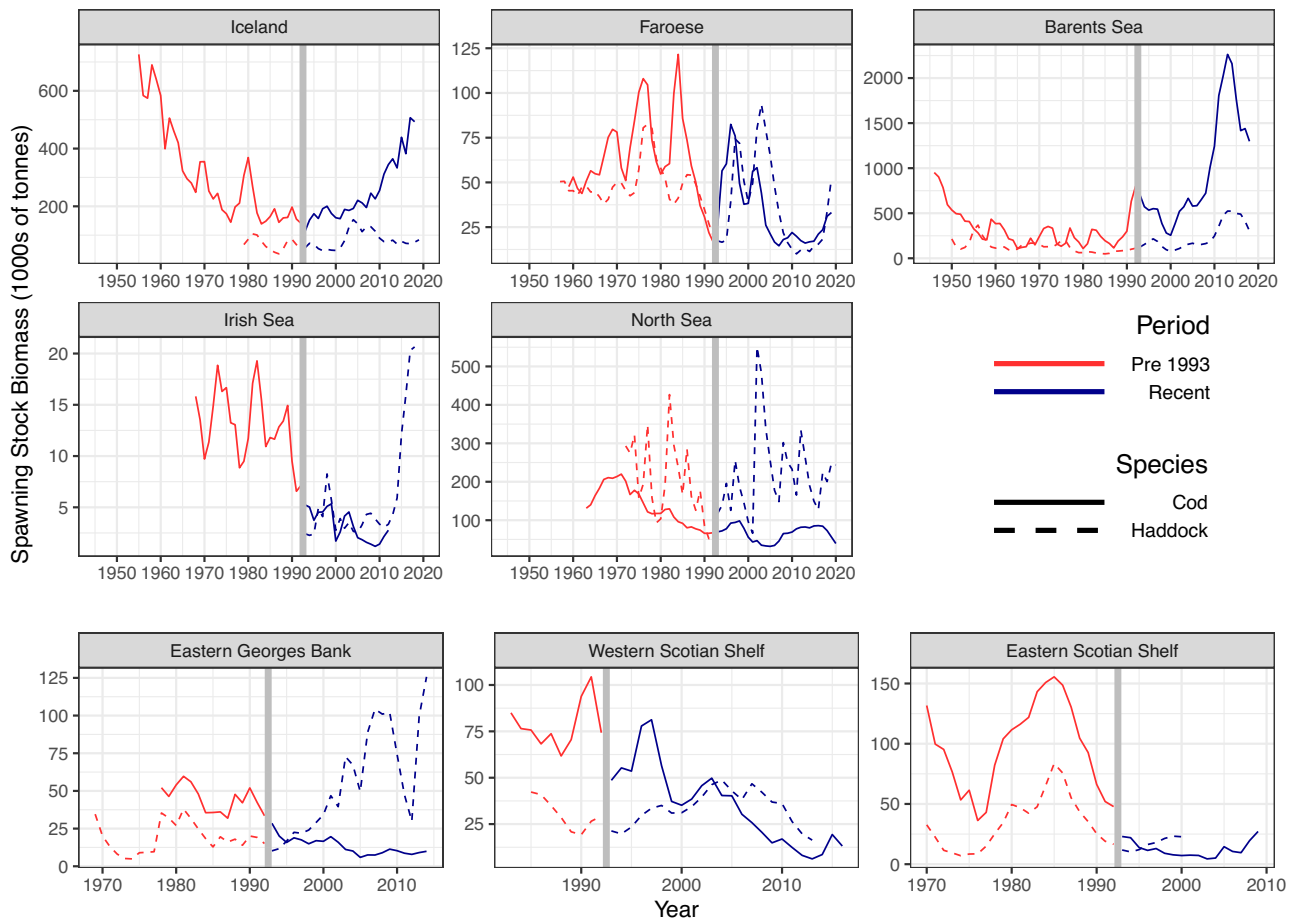 Iceland
Faroese
Barents Sea
600
400
200
125
100
75
50
25
2000
1500
1000
500
0
1950 1960 1970 1980 1990 2000 2010 2020
1950 1960 1970 1980 1990 2000 2010 2020
1950 1960 1970 1980 1990 2000 2010 2020
Spawning Stock Biomass (1000s of tonnes)
Irish Sea
North Sea
20
15
10
5
500
400
300
200
100
1950 1960 1970 1980 1990 2000 2010 2020
1950 1960 1970 1980 1990 2000 2010 2020
Period
Pre 1993
Recent
Species
Cod
Haddock
Eastern Georges Bank
Western Scotian Shelf
Eastern Scotian Shelf
125
100
75
50
25
0
100
75
50
25
150
100
50
0
1970 1980 1990 2000 2010
1990 2000 2010
1970 1980 1990 2000 2010
Year